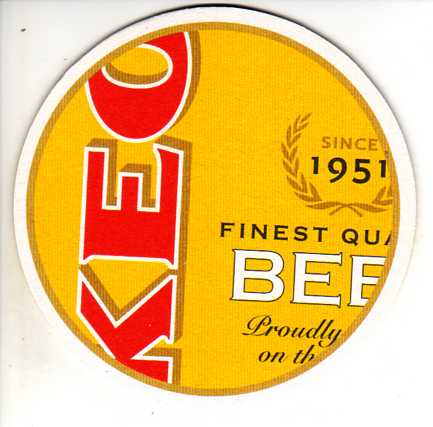 KEO
SINCE
1951
FINEST QUA
BEE
Proudly
on th